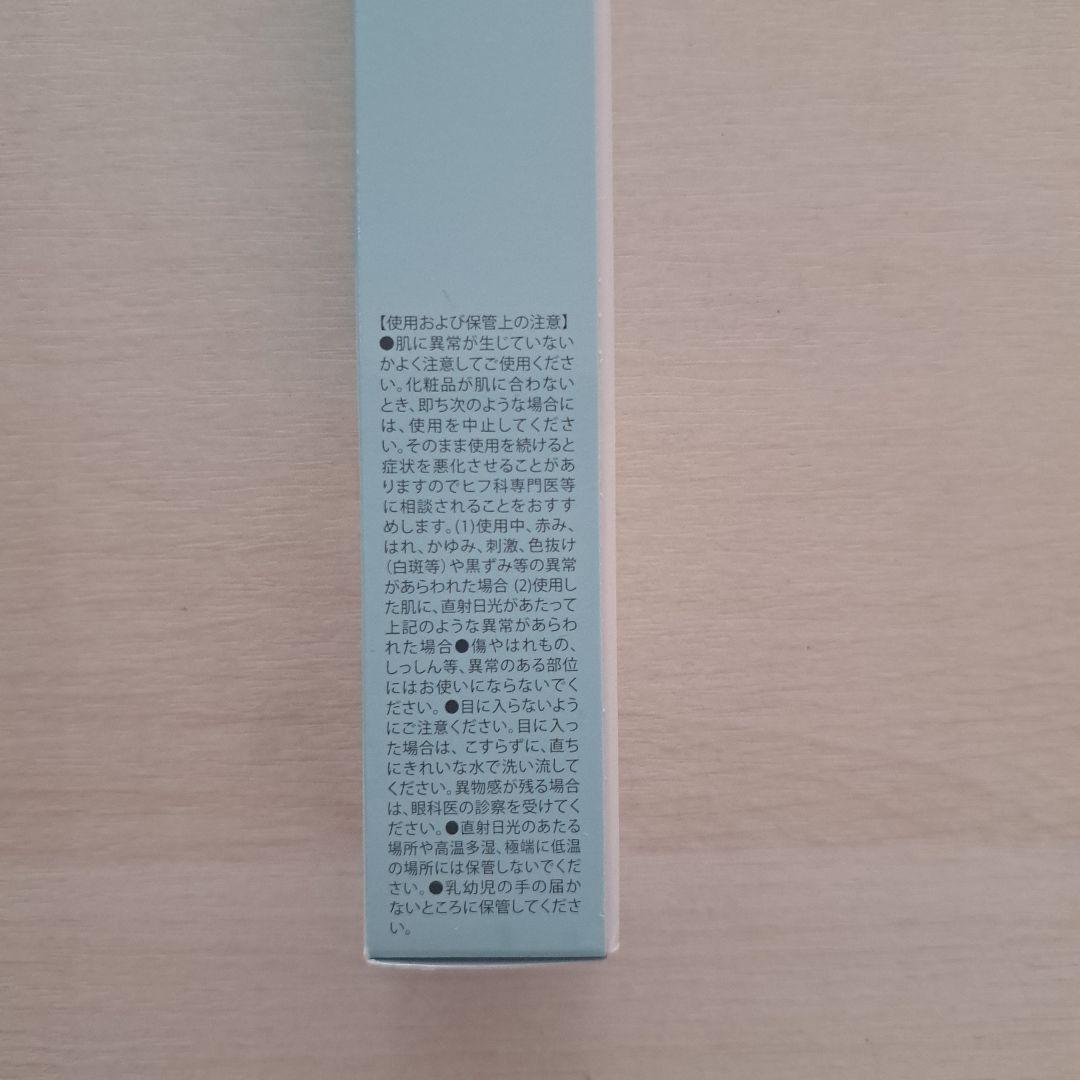 【使用および保管上の注意】
●肌に異常が生じていない
かよく注意してご使用くださ
い。化粧品が肌に合わない
とき、即ち次のような場合に
は、使用を中止してくださ
い。そのまま使用を続けると
症状を悪化させることがあ
りますのでヒフ科専門医等
に相談されることをおすす
めします。(1)使用中、赤み、
はれ、かゆみ、刺激、色抜け
(白斑等)や黒ずみ等の異常
があらわれた場合 (2)使用し
た肌に、直射日光があたって
上記のような異常があらわ
れた場合●傷やはれもの、
しっしん等、異常のある部位
にはお使いにならないでく
ださい。●目に入らないよう
にご注意ください。目に入っ
た場合は、こすらずに、直ち
にきれいな水で洗い流して
ください。異物感が残る場合
は、眼科医の診察を受けてく
ださい。●直射日光のあたる
場所や高温多湿、極端に低温
の場所には保管しないでくだ
さい。●乳幼児の手の届か
ないところに保管してくださ
い。